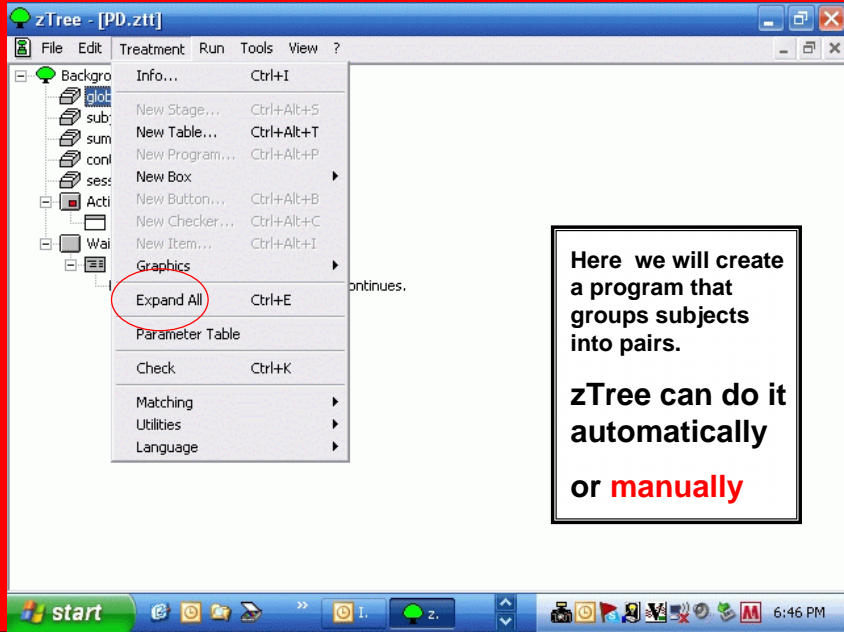 zTree - [PD.ztt]
File Edit Treatment Run Tools View ?
Backgro
glob
subj
sum
cont
sess
Acti
Wai
ontinues.
Info... Ctrl+I
New Stage... Ctrl+Alt+S
New Table... Ctrl+Alt+T
New Program... Ctrl+Alt+P
New Box
New Button... Ctrl+Alt+B
New Checker... Ctrl+Alt+C
New Item... Ctrl+Alt+I
Graphics
Expand All Ctrl+E
Parameter Table
Check Ctrl+K
Matching
Utilities
Language
Here we will create
a program that
groups subjects
into pairs.
zTree can do it
automatically
or manually
start
I.
z.
6:46 PM